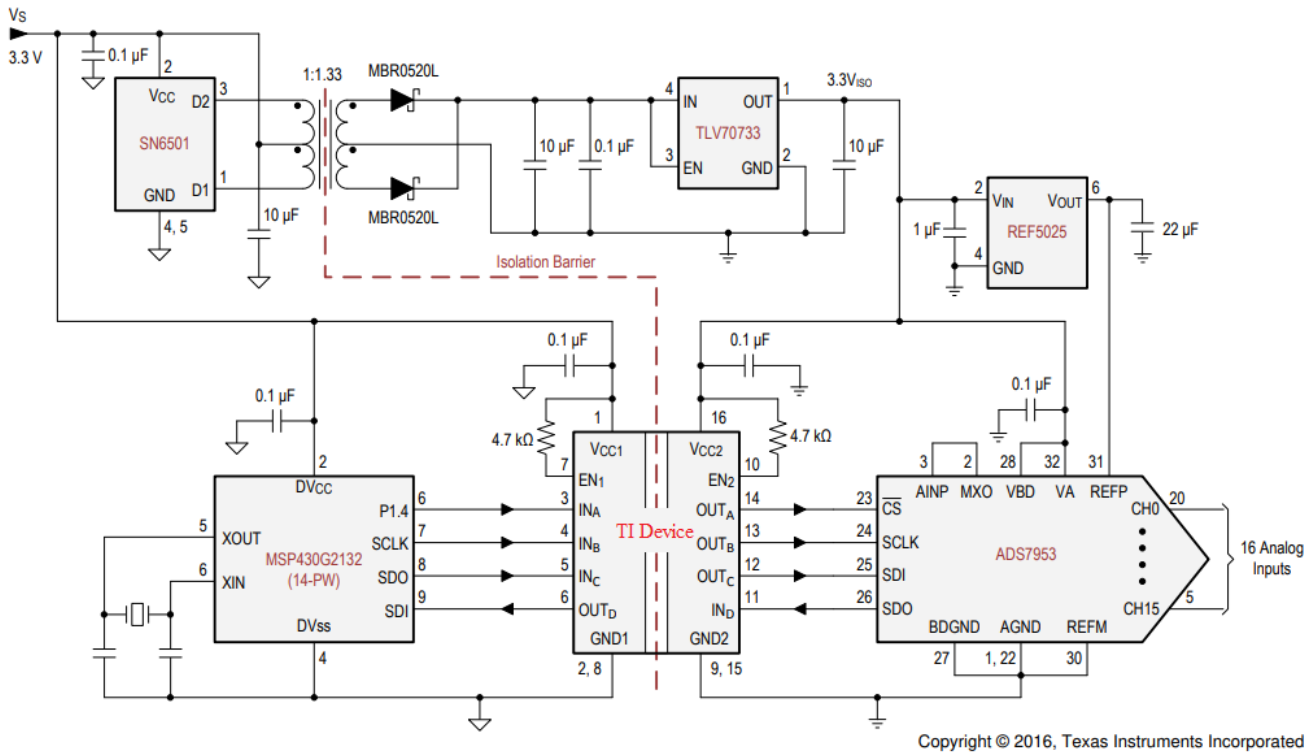 VS
3.3 V
0.1 µF
2
VCC
D2
3
SN6501
D1
1
GND
4, 5
10 µF
1:1.33
MBR0520L
MBR0520L
10 µF
0.1 µF
4
IN
OUT
1
TLV70733
3
EN
GND
2
3.3VISO
10 µF
2
VIN
VOUT
6
REF5025
1 µF
4
GND
22 µF
Isolation Barrier
0.1 µF
0.1 µF
0.1 µF
0.1 µF
4.7 kΩ
1
VCC1
7
EN1
3
INA
4
INB
5
INC
6
OUTD
GND1
2, 8
TI Device
16
VCC2
4.7 kΩ
10
EN2
14
OUTA
13
OUTB
12
OUTC
11
IND
GND2
9, 15
2
DVCC
5
XOUT
6
XIN
MSP430G2132
(14-PW)
P1.4
6
SCLK
7
SDO
8
SDI
9
DVSS
4
3
2
28
32
31
AINP
MXO
VBD
VA
REFP
23
CS
24
SCLK
25
SDI
26
SDO
ADS7953
CH0
20
CH15
5
16 Analog
Inputs
BDGND
AGND
REFM
27
1, 22
30
Copyright © 2016, Texas Instruments Incorporated